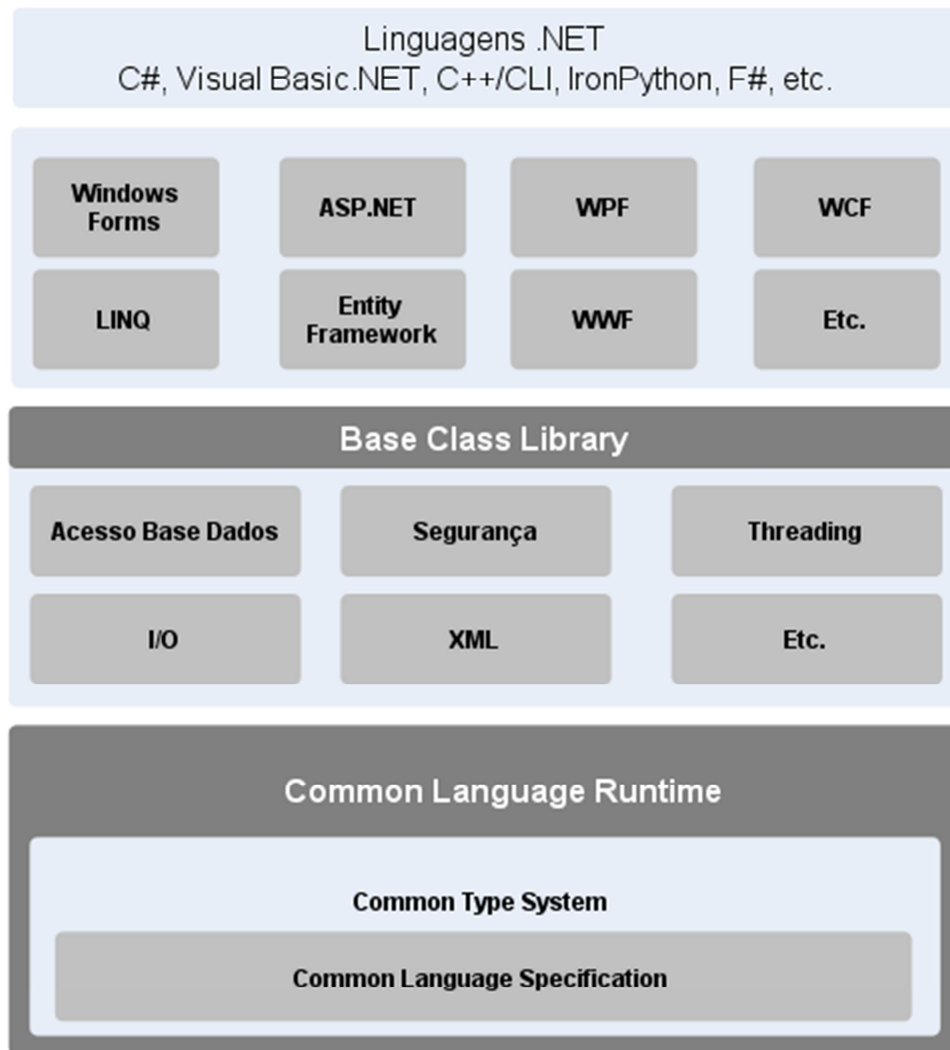 Linguagens .NET
C#, Visual Basic.NET, C++/CLI, IronPython, F#, etc.
Windows
Forms
ASP.NET
WPF
WCF
LINQ
Entity
Framework
WWF
Etc.
Base Class Library
Acesso Base Dados
Segurança
Threading
I/O
XML
Etc.
Common Language Runtime
Common Type System
Common Language Specification